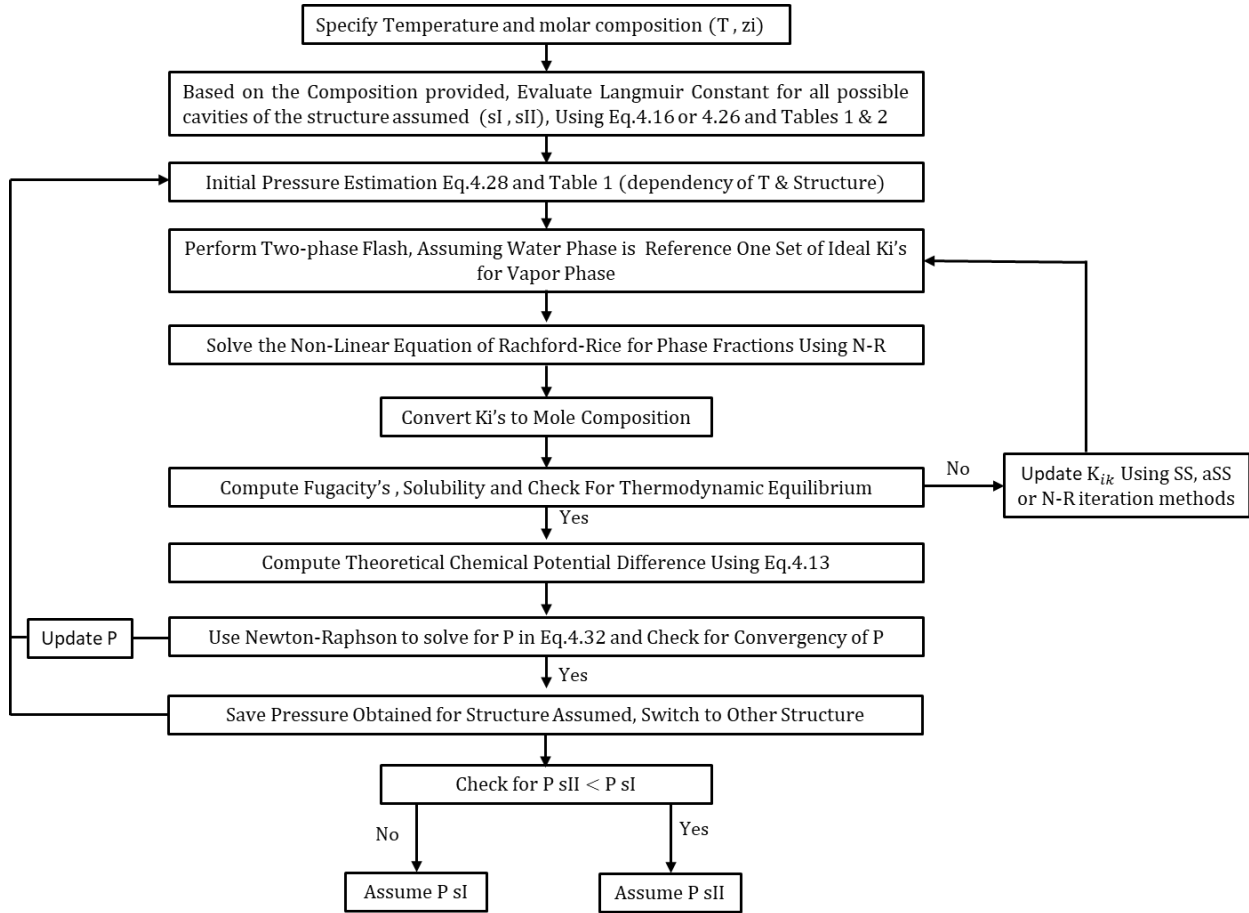 Specify Temperature and molar composition (T , zi)
Based on the Composition provided, Evaluate Langmuir Constant for all possible
cavities of the structure assumed (sI , sII), Using Eq.4.16 or 4.26 and Tables 1 & 2
Initial Pressure Estimation Eq.4.28 and Table 1 (dependency of T & Structure)
Perform Two-phase Flash, Assuming Water Phase is Reference One Set of Ideal Ki's
for Vapor Phase
Solve the Non-Linear Equation of Rachford-Rice for Phase Fractions Using N-R
Convert Ki's to Mole Composition
Compute Fugacity's , Solubility and Check For Thermodynamic Equilibrium
No
Update K_{ik} Using SS, aSS
or N-R iteration methods
Yes
Compute Theoretical Chemical Potential Difference Using Eq.4.13
Update P
Use Newton-Raphson to solve for P in Eq.4.32 and Check for Convergency of P
Yes
Save Pressure Obtained for Structure Assumed, Switch to Other Structure
Check for P sII < P sI
No
Yes
Assume P sI
Assume P sII